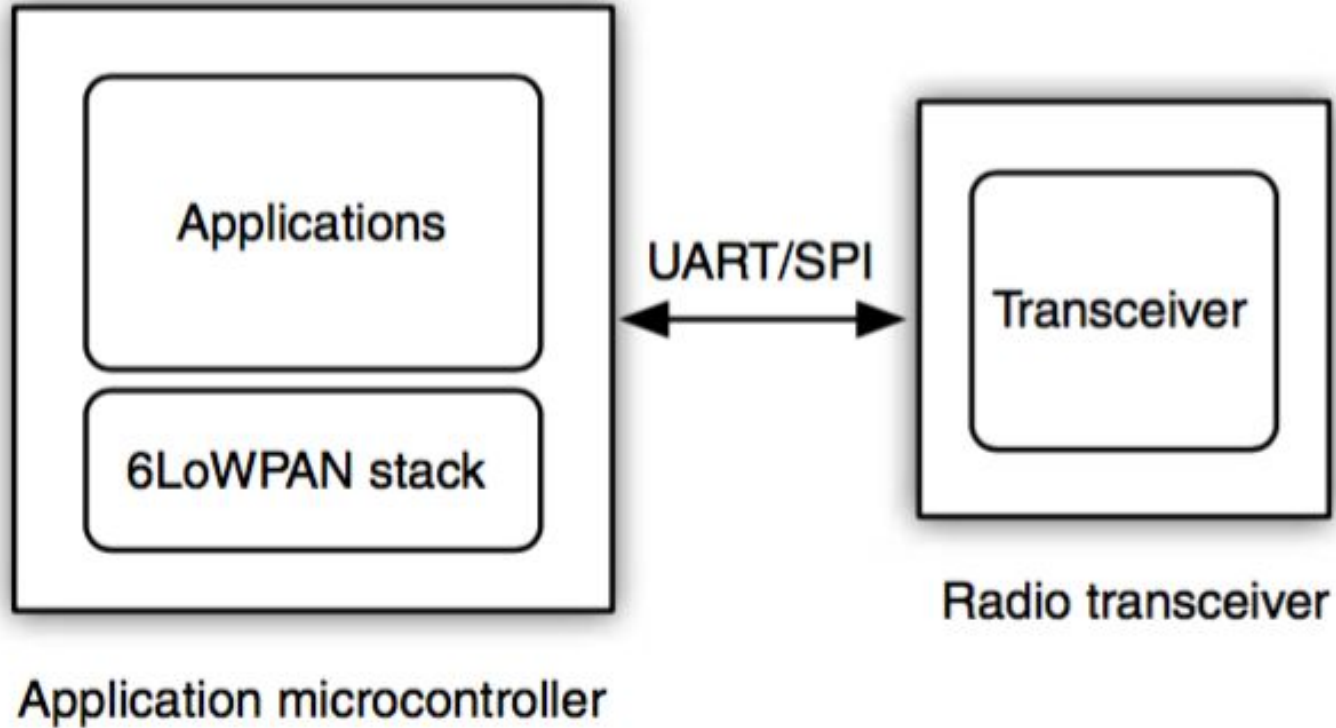 Applications
6LoWPAN stack
Application microcontroller
UART/SPI
Transceiver
Radio transceiver